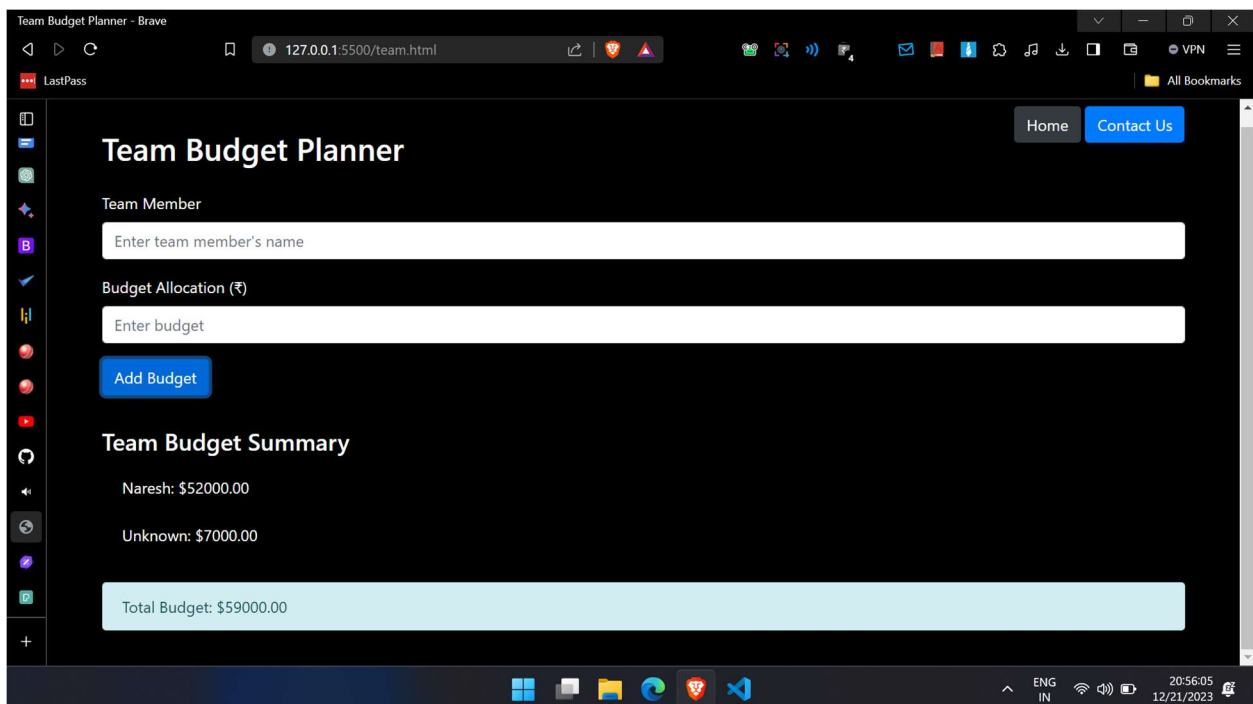 Team Budget Planner - Brave
127.0.0.1:5500/team.html
4
VPN
LastPass
All Bookmarks
Home
Contact Us
Team Budget Planner
Team Member
Enter team member's name
Budget Allocation (₹)
Enter budget
Add Budget
Team Budget Summary
Naresh: $52000.00
Unknown: $7000.00
Total Budget: $59000.00
ENG
IN
20:56:05
12/21/2023